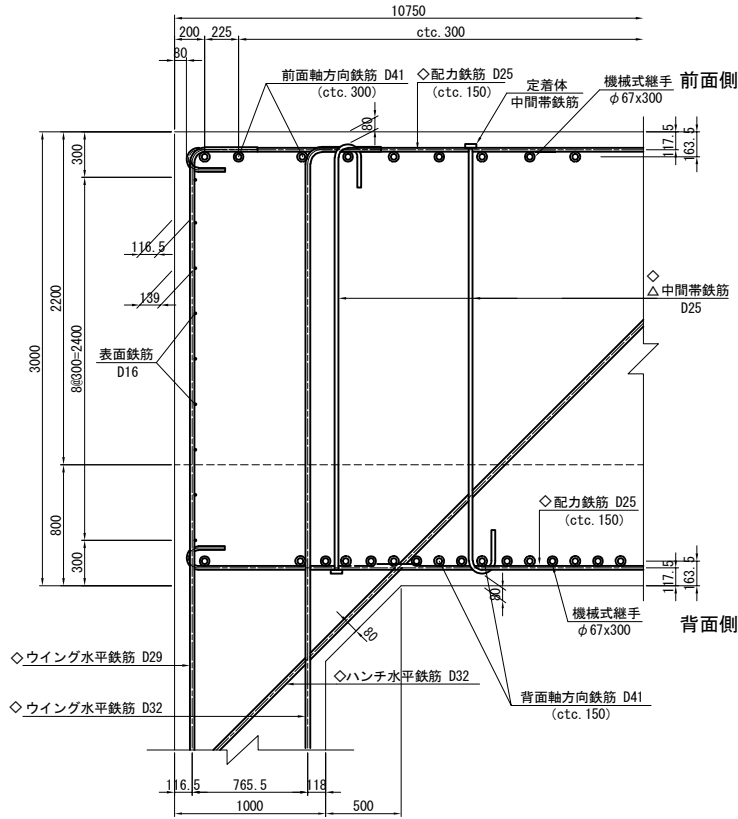 10750
200
225
ctc.300
80
前面軸方向鉄筋 D41
(ctc.300)
◇配力鉄筋 D25
(ctc.150)
定着体
中間帯鉄筋
機械式継手
φ67x300
前面側
80
117.5
163.5
300
116.5
139
2200
3000
8@300=2400
表面鉄筋
D16
◇
△中間帯鉄筋
D25
800
300
◇配力鉄筋 D25
(ctc.150)
117.5
163.5
80
機械式継手
φ67x300
背面側
80
◇ウイング水平鉄筋 D29
◇ハンチ水平鉄筋 D32
◇ウイング水平鉄筋 D32
背面軸方向鉄筋 D41
(ctc.150)
116.5
765.5
118
1000
500